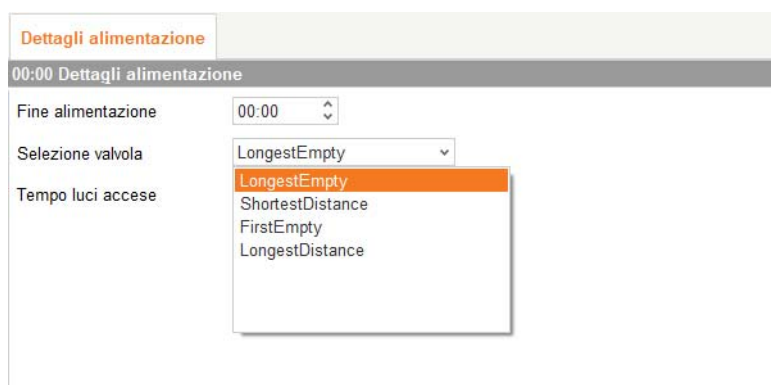 Dettagli alimentazione
00:00 Dettagli alimentazione
Fine alimentazione 00:00
Selezione valvola LongestEmpty
LongestEmpty
Tempo luci accese
ShortestDistance
FirstEmpty
LongestDistance